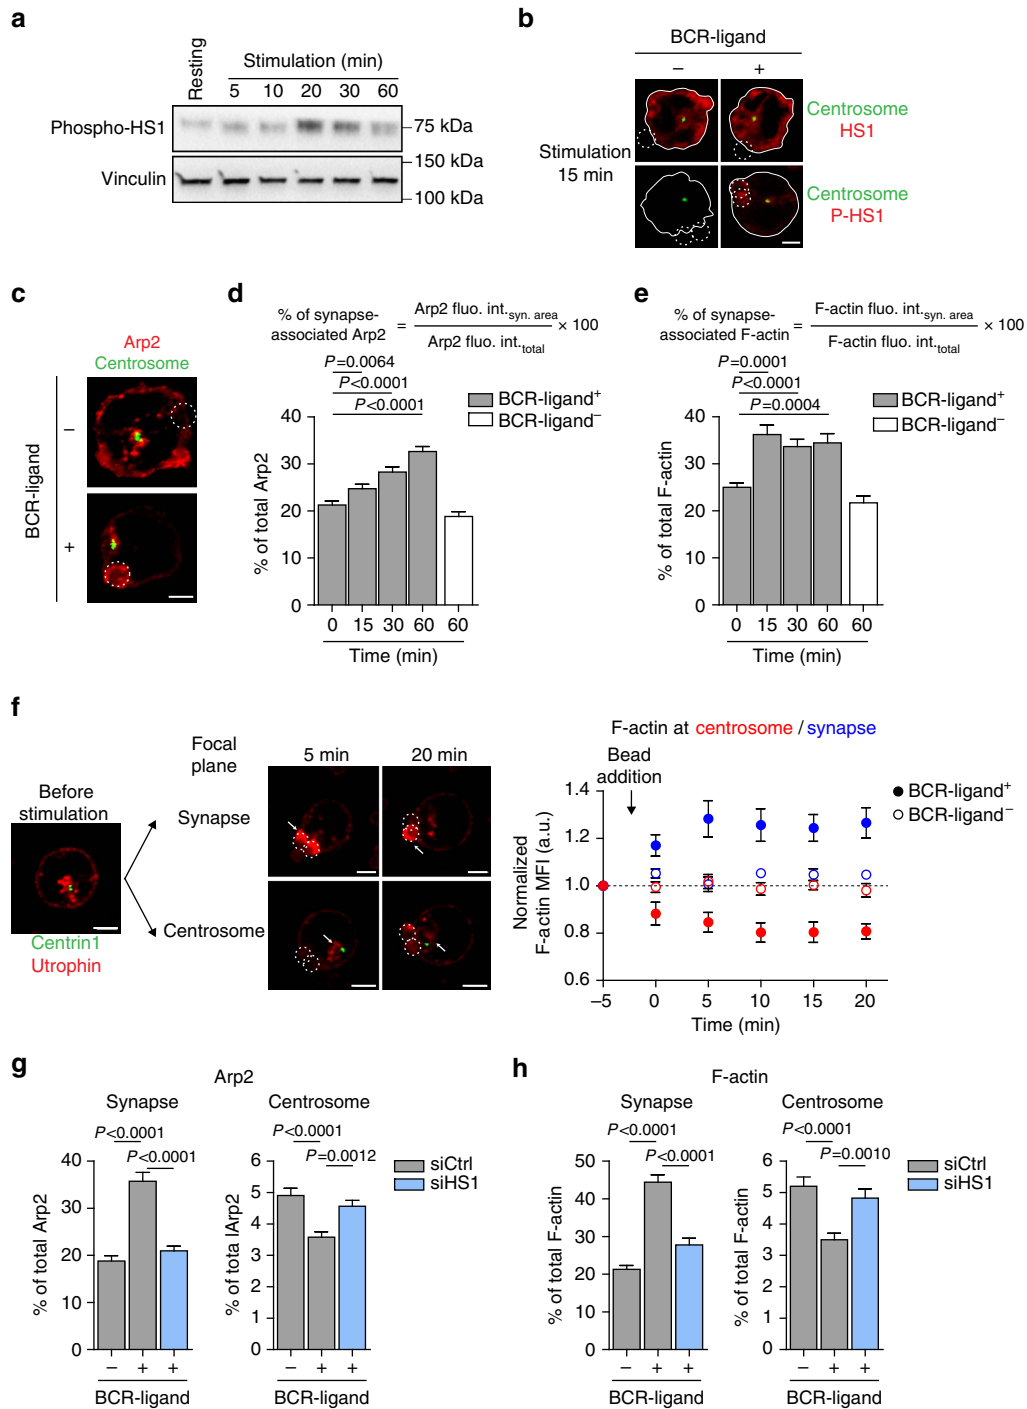 a
Resting
Stimulation (min)
5 10 20 30 60
Phospho-HS1
75 kDa
150 kDa
Vinculin
100 kDa
b
BCR-ligand
– +
Stimulation
15 min
Centrosome
HS1
Centrosome
P-HS1
c
Arp2
Centrosome
BCR-ligand
–
+
d
% of synapse-
associated Arp2 = Arp2 fluo. int.syn. area / Arp2 fluo. int.total × 100
P=0.0064
P<0.0001
P<0.0001
BCR-ligand+
BCR-ligand–
% of total Arp2
40
30
20
10
0
0 15 30 60 60
Time (min)
e
% of synapse-
associated F-actin = F-actin fluo. int.syn. area / F-actin fluo. int.total × 100
P=0.0001
P<0.0001
P=0.0004
BCR-ligand+
BCR-ligand–
% of total F-actin
40
30
20
10
0
0 15 30 60 60
Time (min)
f
Before
stimulation
Centrin1
Utrophin
Focal
plane
5 min 20 min
Synapse
Centrosome
F-actin at centrosome / synapse
Bead
addition
BCR-ligand+
BCR-ligand–
Normalized
F-actin MFI (a.u.)
1.4
1.2
1.0
0.8
0.6
–5 0 5 10 15 20
Time (min)
g
Arp2
Synapse
P<0.0001
P<0.0001
% of total Arp2
40
30
20
10
0
– + +
BCR-ligand
Centrosome
P<0.0001
P=0.0012
% of tota lArp2
6
5
4
3
2
1
0
– + +
BCR-ligand
siCtrl
siHS1
h
F-actin
Synapse
P<0.0001
P<0.0001
% of total F-actin
50
40
30
20
10
0
– + +
BCR-ligand
Centrosome
P<0.0001
P=0.0010
% of total F-actin
6
5
4
3
2
1
0
– + +
BCR-ligand
siCtrl
siHS1